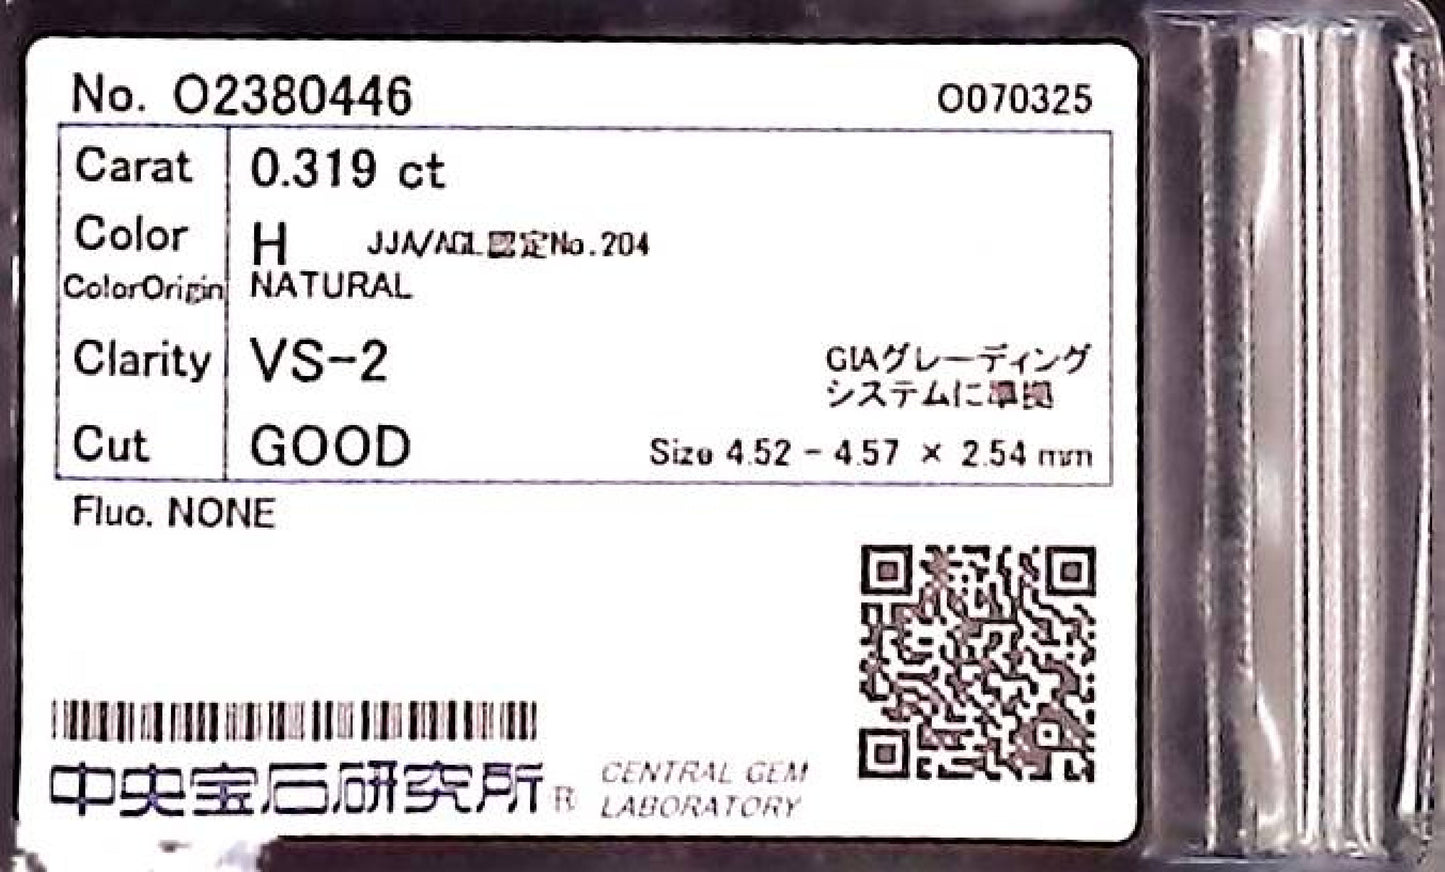 No. O2380446 O070325
Carat 0.319 ct
Color H JJA/AGL認定No.204
ColorOrigin NATURAL
Clarity VS-2 GIAグレーディング
システムに準拠
Cut GOOD Size 4.52 - 4.57 × 2.54 mm
Fluo. NONE
中央宝石研究所® CENTRAL GEM
LABORATORY